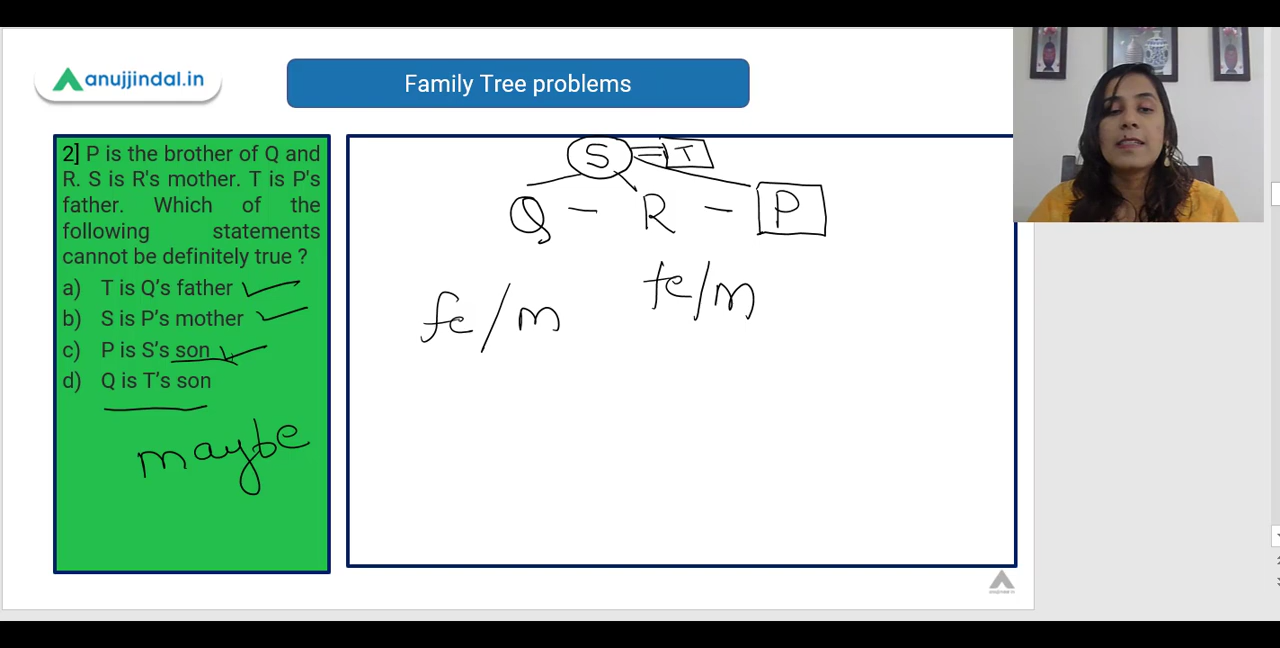 anujjindal.in
Family Tree problems
2] P is the brother of Q and
R. S is R's mother. T is P's
father. Which of the
following statements
cannot be definitely true ?
a) T is Q's father
b) S is P's mother
c) P is S's son
d) Q is T's son
maybe
S = T
Q – R – P
fe/m
fe/m